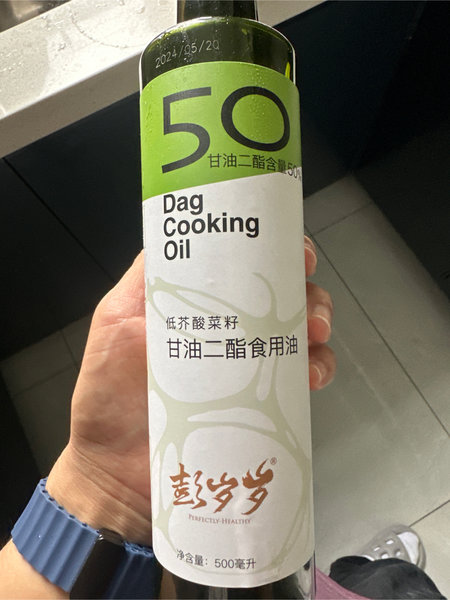 2024/05/20
50
甘油二酯含量50%
Dag
Cooking
Oil
低芥酸菜籽
甘油二酯食用油
彭岁岁®
PERFECTLY-HEALTHY
净含量：500毫升